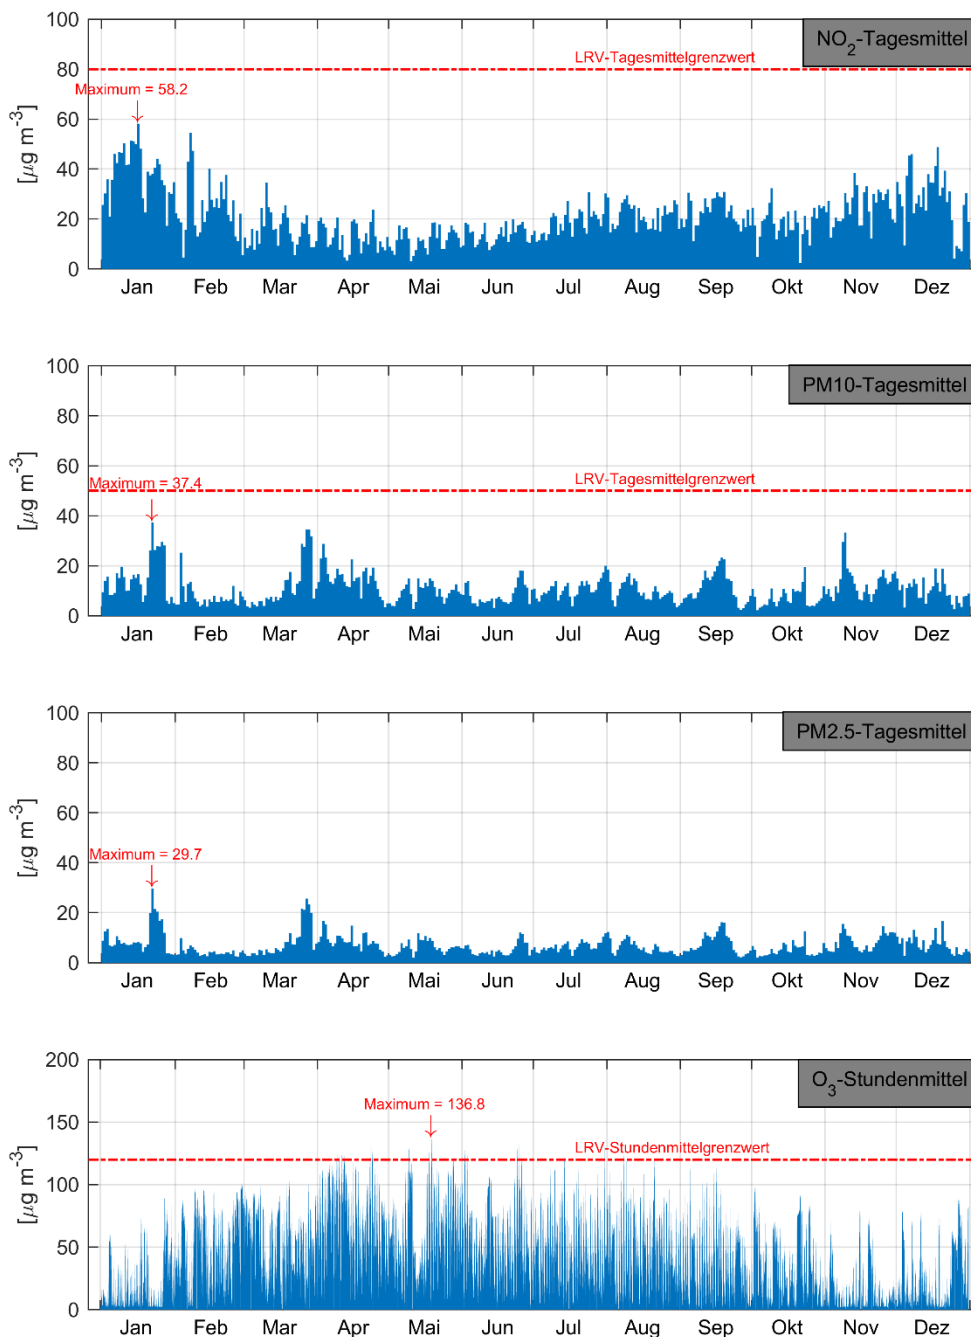 100
NO2-Tagesmittel
LRV-Tagesmittelgrenzwert
80
Maximum = 58.2
60
[µg m-3]
40
20
0
Jan Feb Mar Apr Mai Jun Jul Aug Sep Okt Nov Dez
100
PM10-Tagesmittel
80
60
LRV-Tagesmittelgrenzwert
Maximum = 37.4
[µg m-3]
40
20
0
Jan Feb Mar Apr Mai Jun Jul Aug Sep Okt Nov Dez
100
PM2.5-Tagesmittel
80
60
[µg m-3]
Maximum = 29.7
40
20
0
Jan Feb Mar Apr Mai Jun Jul Aug Sep Okt Nov Dez
200
O3-Stundenmittel
Maximum = 136.8
150
LRV-Stundenmittelgrenzwert
[µg m-3]
100
50
0
Jan Feb Mar Apr Mai Jun Jul Aug Sep Okt Nov Dez